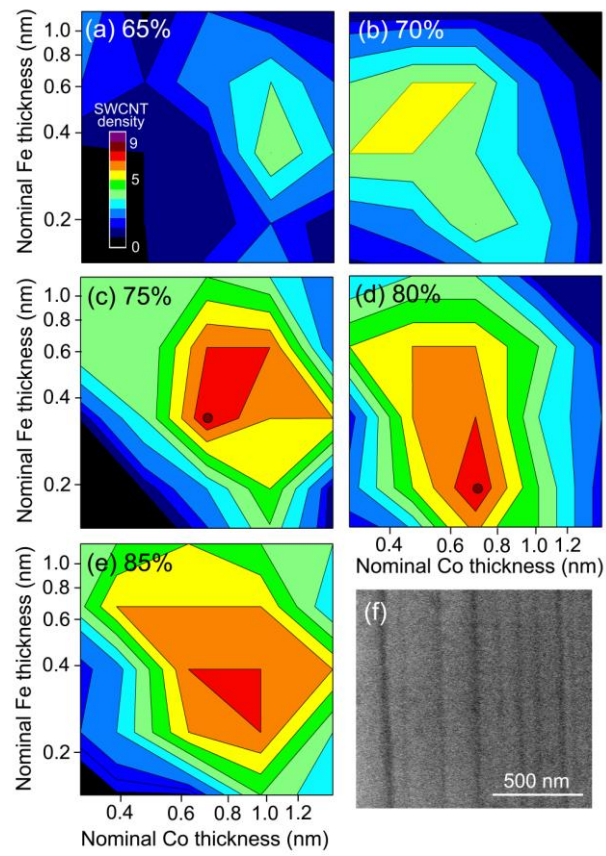 (a) 65%
(b) 70%
Nominal Fe thickness (nm)
1.0
0.8
0.6
0.4
0.2
SWCNT
density
9
5
0
(c) 75%
(d) 80%
Nominal Fe thickness (nm)
1.0
0.8
0.6
0.4
0.2
0.4 0.6 0.8 1.0 1.2
Nominal Co thickness (nm)
(e) 85%
(f)
Nominal Fe thickness (nm)
1.0
0.8
0.6
0.4
0.2
0.4 0.6 0.8 1.0 1.2
Nominal Co thickness (nm)
500 nm